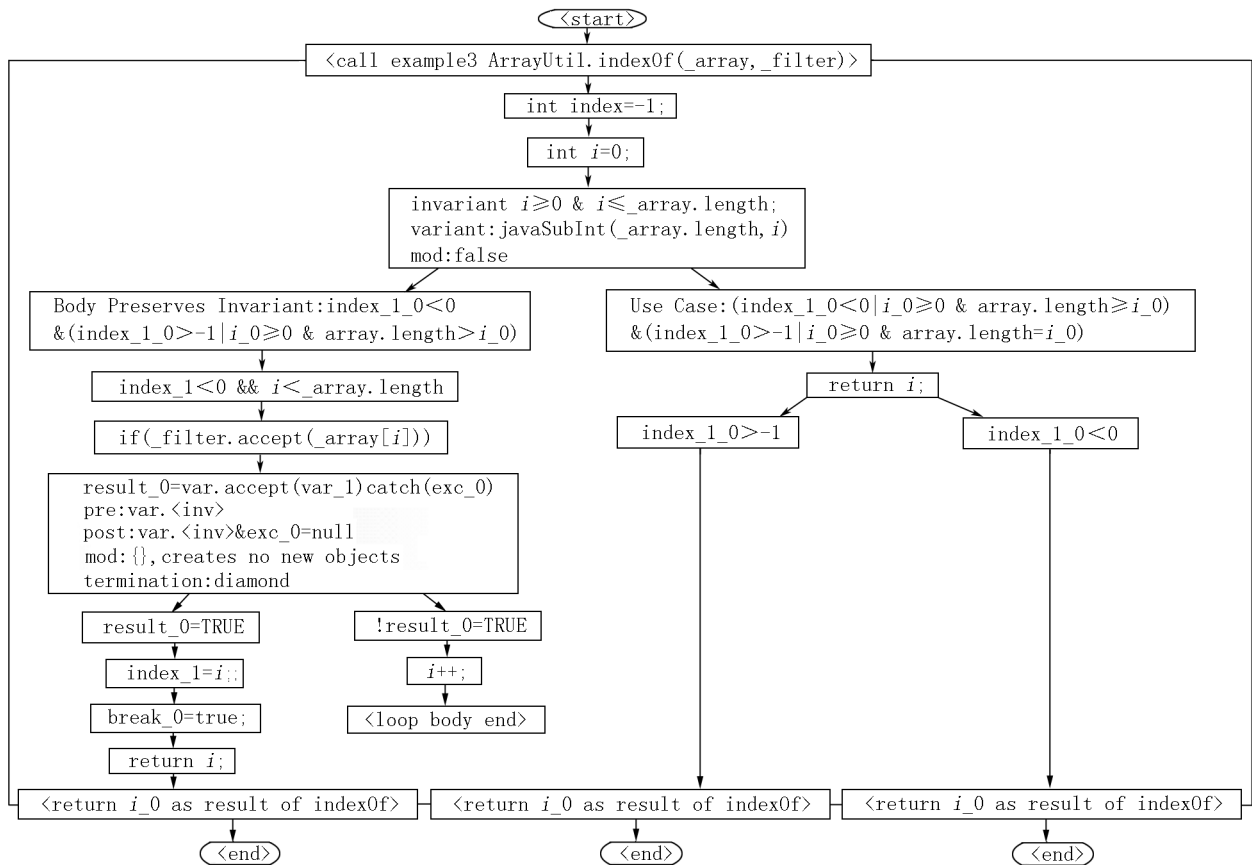 <start>
<call example3 ArrayUtil.indexOf(_array,_filter)>
int index=-1;
int i=0;
invariant i≥0 & i≤_array.length;
variant:javaSubInt(_array.length,i)
mod:false
Body Preserves Invariant:index_1_0<0
&(index_1_0>-1|i_0≥0 & array.length>i_0)
index_1<0 && i<_array.length
if(_filter.accept(_array[i]))
result_0=var.accept(var_1)catch(exc_0)
pre:var.<inv>
post:var.<inv>&exc_0=null
mod:{},creates no new objects
termination:diamond
result_0=TRUE
index_1=i;;
break_0=true;
return i;
<return i_0 as result of indexOf>
<end>
!result_0=TRUE
i++;
<loop body end>
Use Case:(index_1_0<0|i_0≥0 & array.length≥i_0)
&(index_1_0>-1|i_0≥0 & array.length=i_0)
return i;
index_1_0>-1
<return i_0 as result of indexOf>
<end>
index_1_0<0
<return i_0 as result of indexOf>
<end>